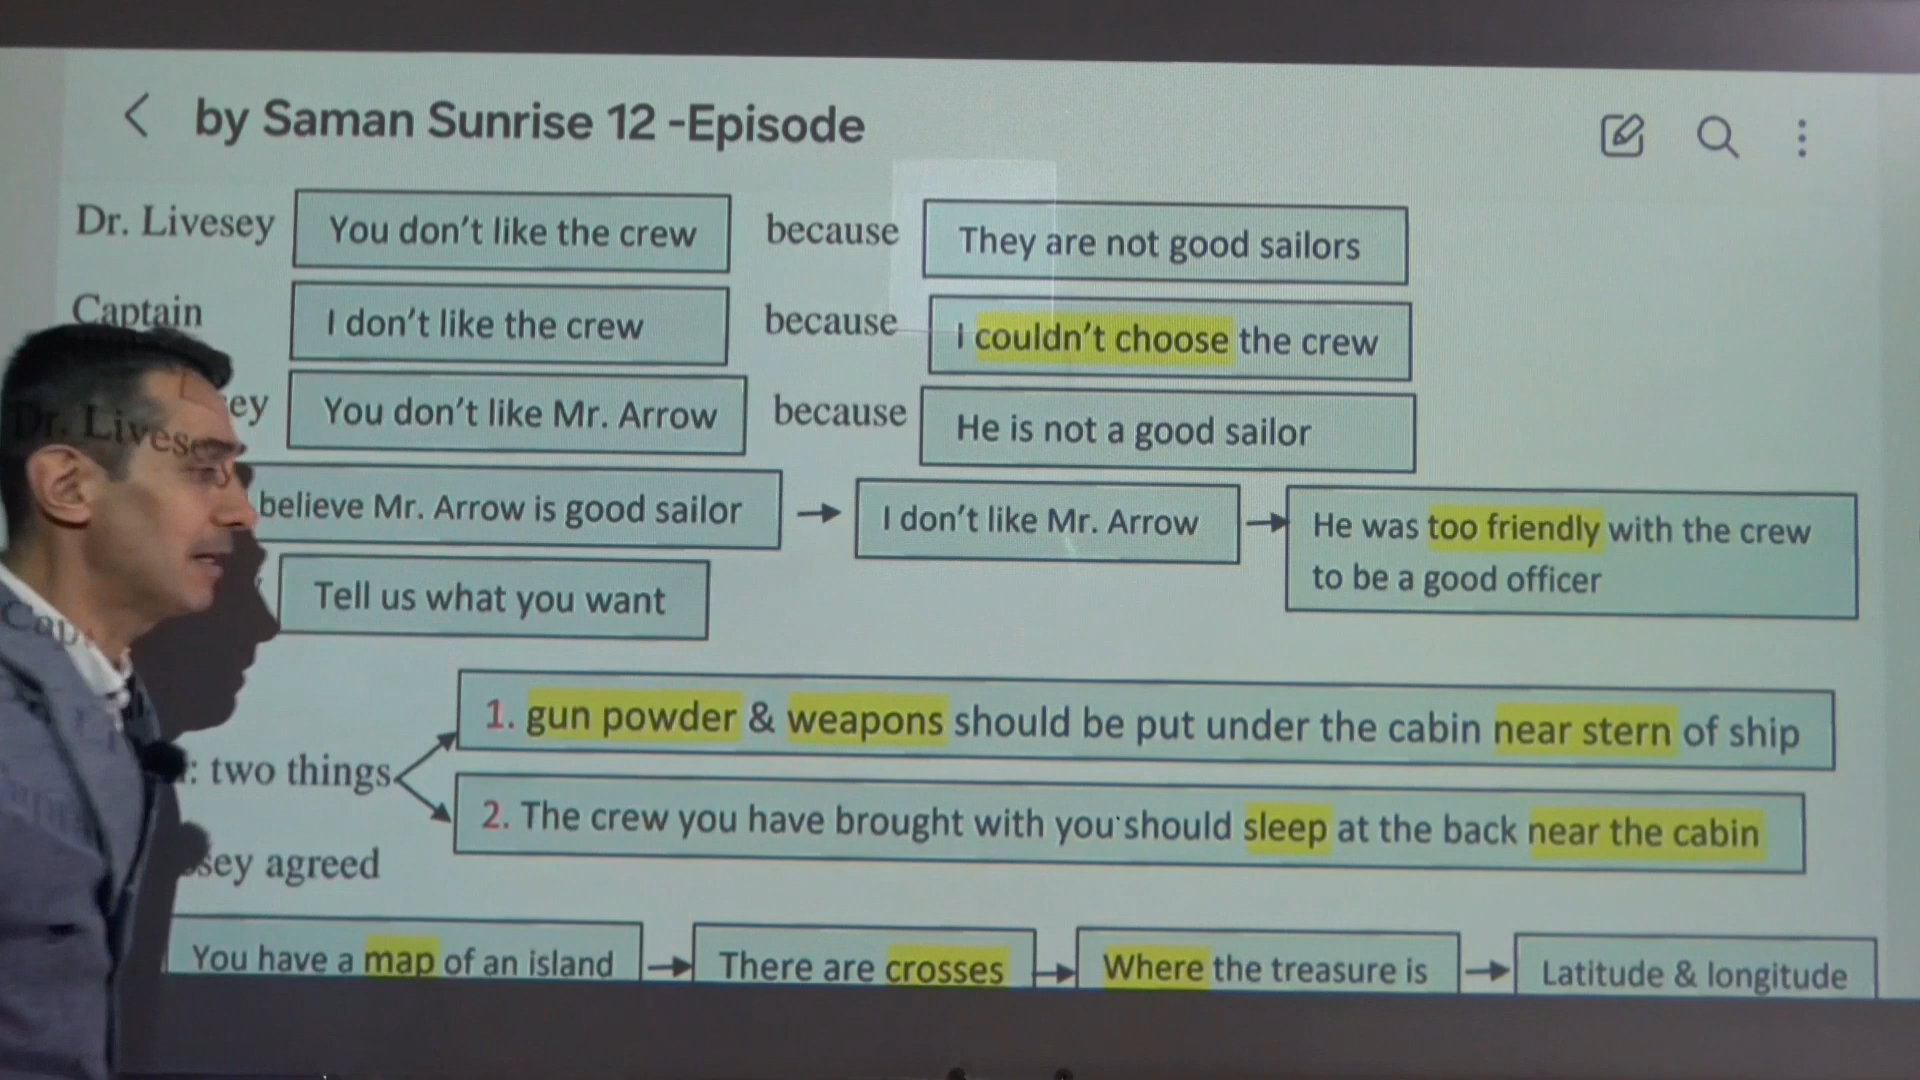 by Saman Sunrise 12 -Episode
Dr. Livesey You don't like the crew because They are not good sailors
Captain I don't like the crew because I couldn't choose the crew
Dr. Livesey You don't like Mr. Arrow because He is not a good sailor
believe Mr. Arrow is good sailor → I don't like Mr. Arrow → He was too friendly with the crew
to be a good officer
Tell us what you want
1. gun powder & weapons should be put under the cabin near stern of ship
: two things
2. The crew you have brought with you should sleep at the back near the cabin
sey agreed
You have a map of an island → There are crosses → Where the treasure is → Latitude & longitude